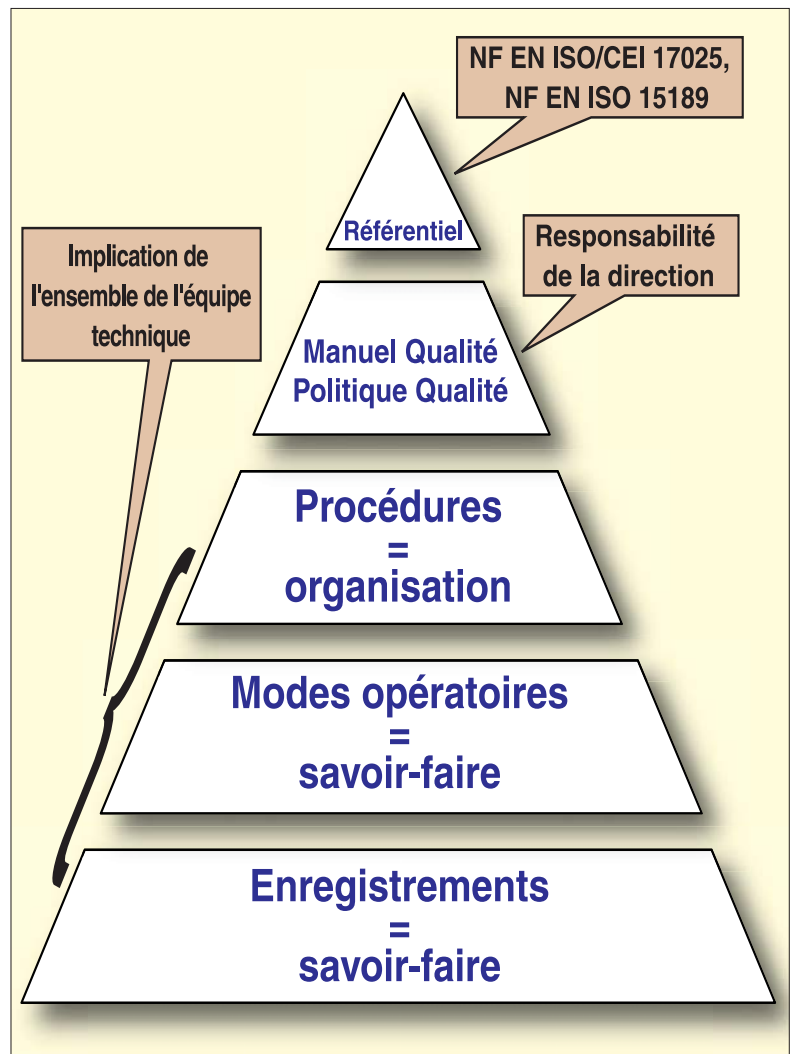 NF EN ISO/CEI 17025,
NF EN ISO 15189
Référentiel
Responsabilité
de la direction
Implication de
l'ensemble de l'équipe
technique
Manuel Qualité
Politique Qualité
Procédures
=
organisation
Modes opératoires
=
savoir-faire
Enregistrements
=
savoir-faire